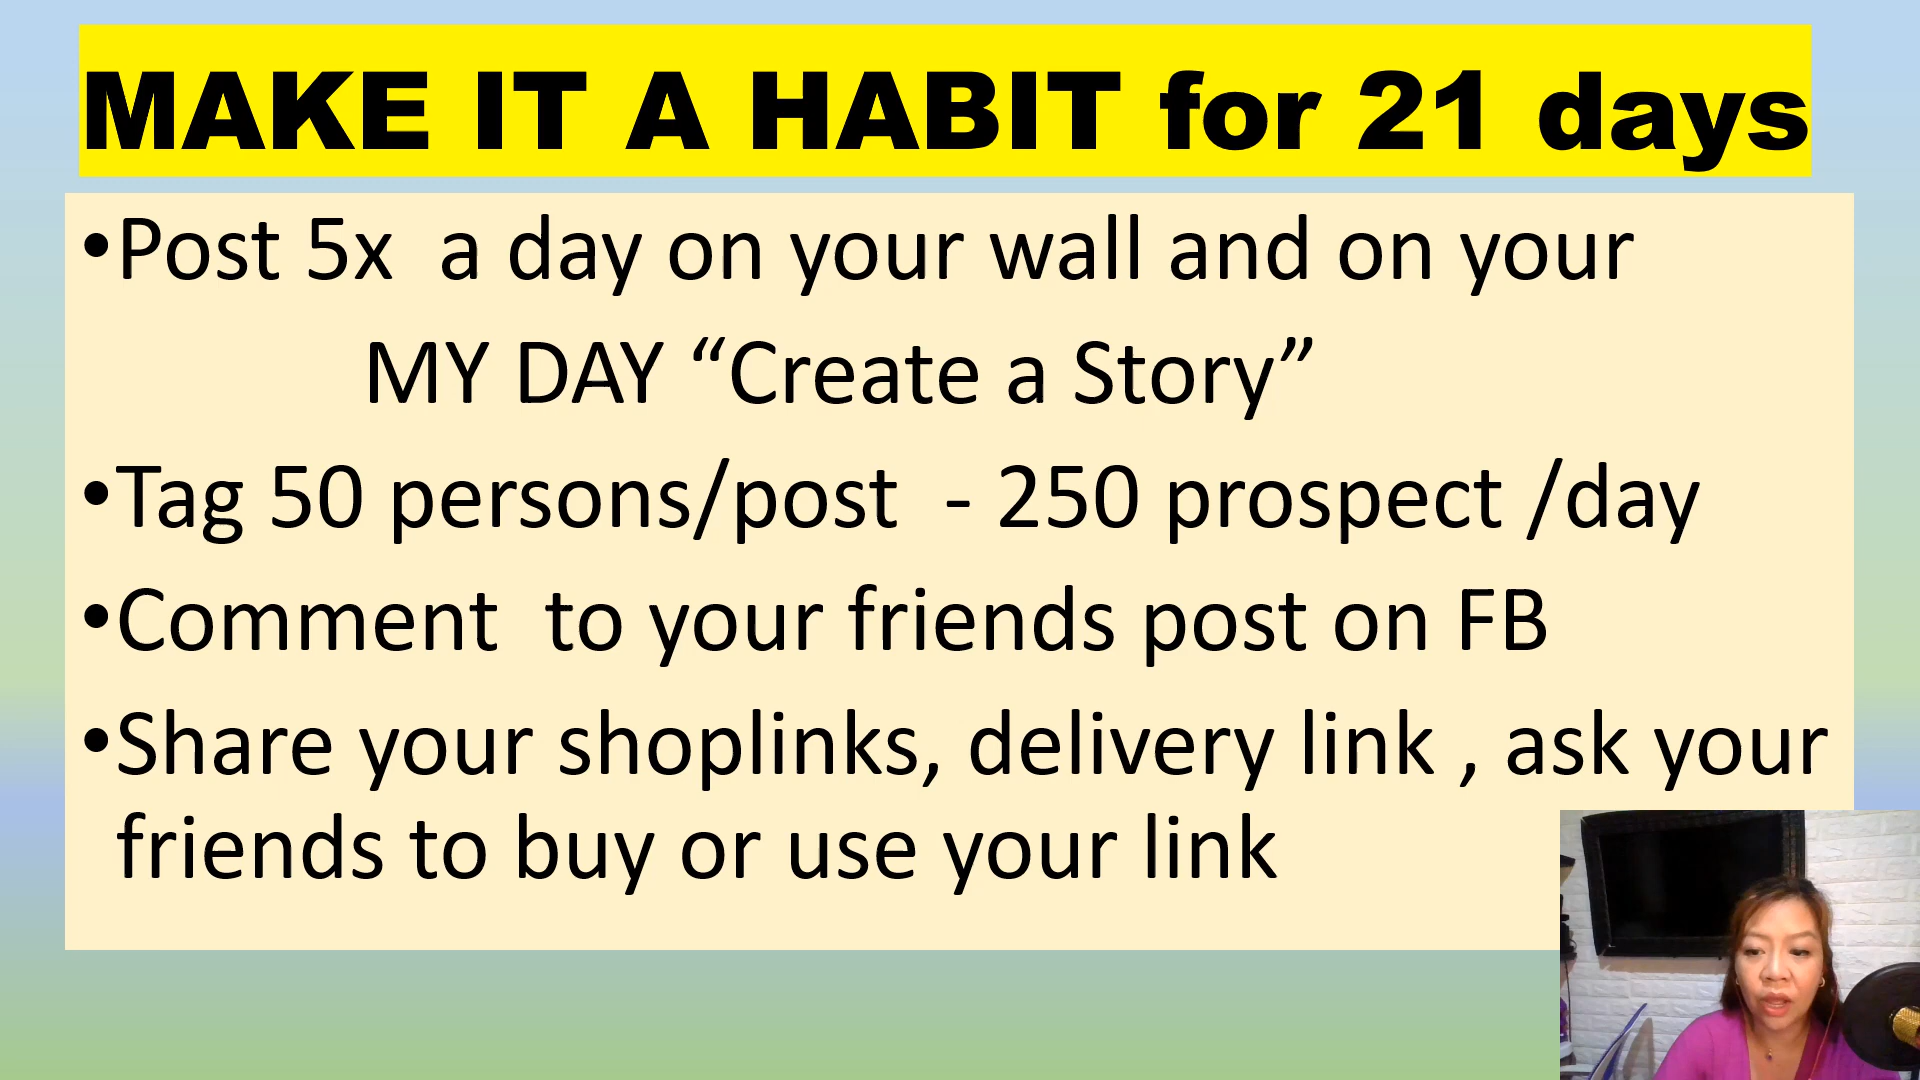 MAKE IT A HABIT for 21 days
•Post 5x  a day on your wall and on your
MY DAY “Create a Story”
•Tag 50 persons/post  - 250 prospect /day
•Comment  to your friends post on FB
•Share your shoplinks, delivery link , ask your
friends to buy or use your link